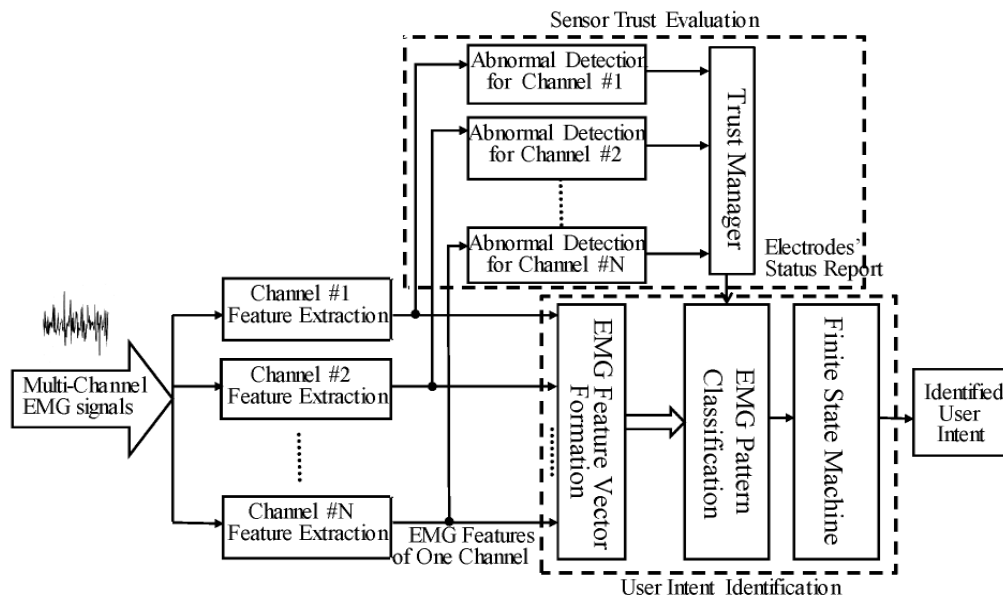 Sensor Trust Evaluation
Abnormal Detection
for Channel #1
Abnormal Detection
for Channel #2
Abnormal Detection
for Channel #N
Trust Manager
Electrodes'
Status Report
Multi-Channel
EMG signals
Channel #1
Feature Extraction
Channel #2
Feature Extraction
Channel #N
Feature Extraction
EMG Features
of One Channel
EMG Feature Vector
Formation
EMG Pattern
Classification
Finite State Machine
Identified
User
Intent
User Intent Identification